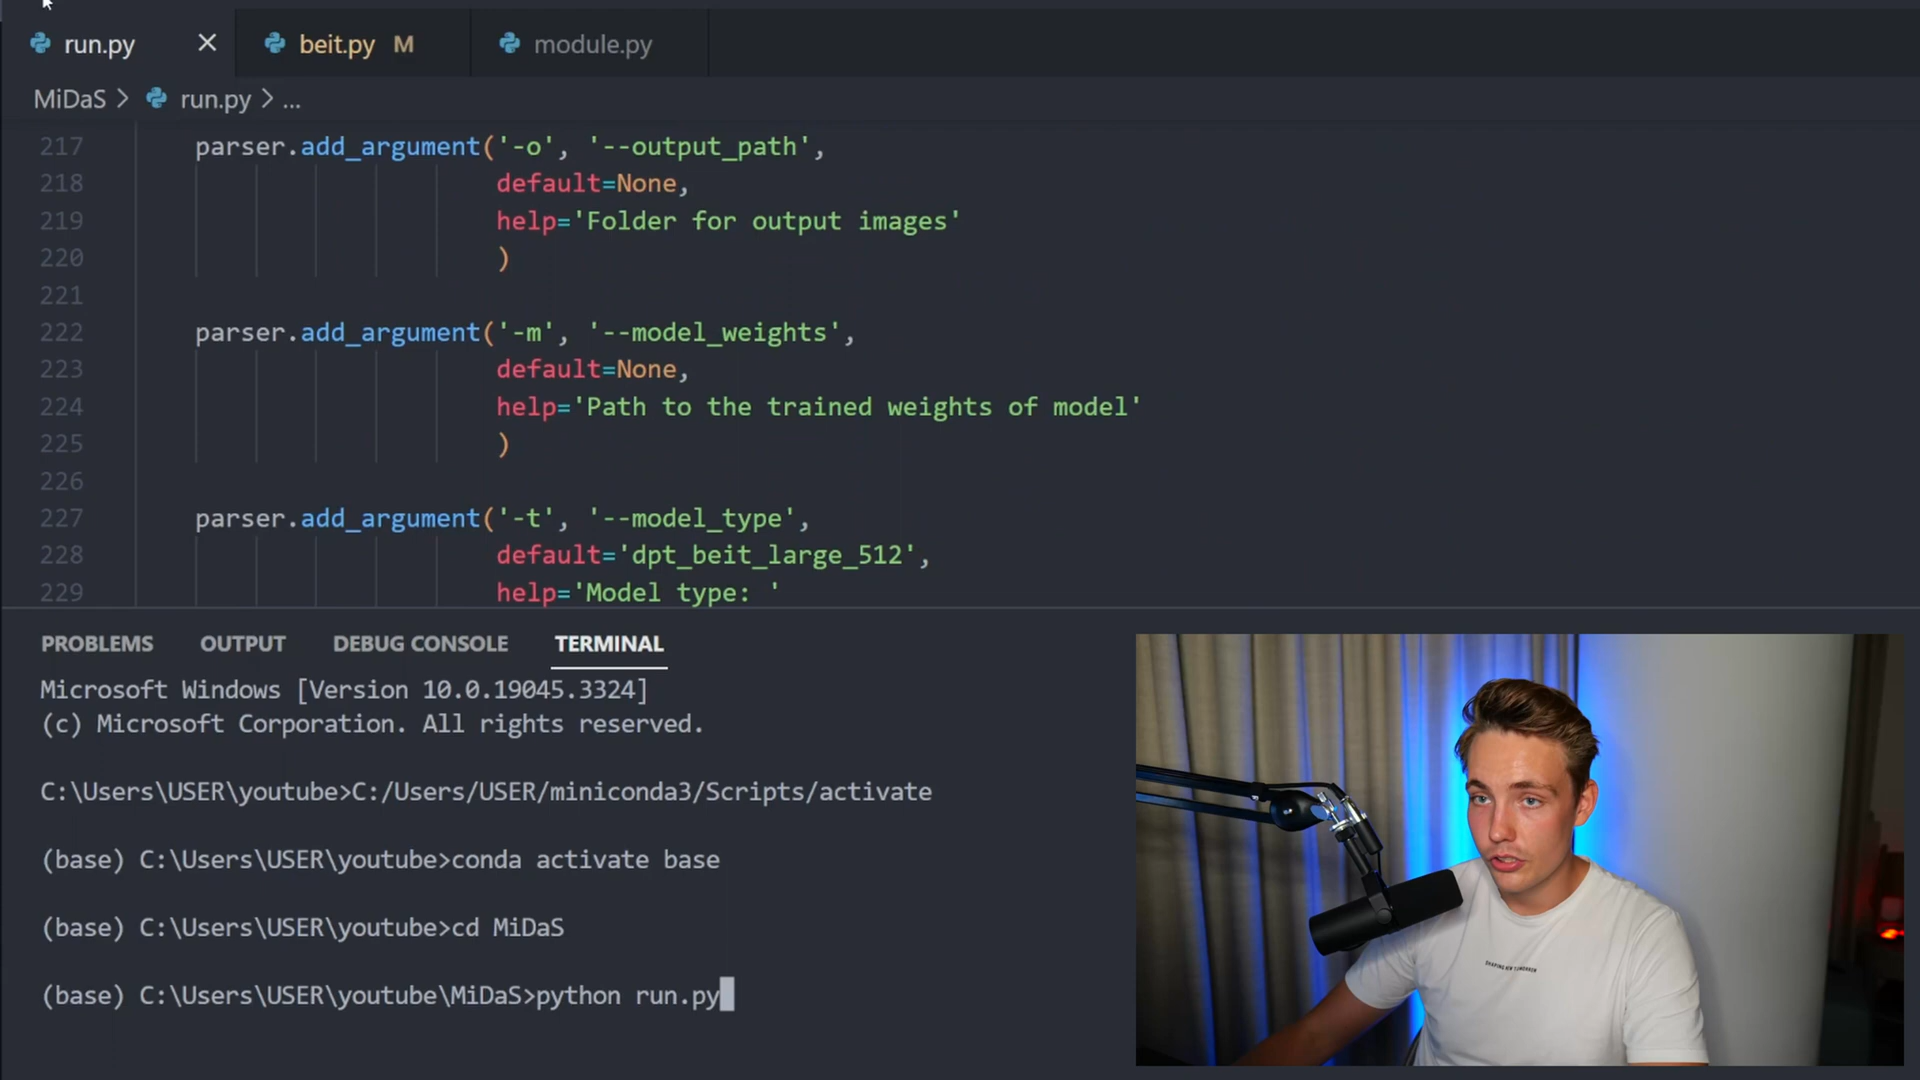 run.py
beit.py M
module.py
MiDaS > run.py > ...
217 parser.add_argument('-o', '--output_path',
218 default=None,
219 help='Folder for output images'
220 )
221
222 parser.add_argument('-m', '--model_weights',
223 default=None,
224 help='Path to the trained weights of model'
225 )
226
227 parser.add_argument('-t', '--model_type',
228 default='dpt_beit_large_512',
229 help='Model type: '
PROBLEMS OUTPUT DEBUG CONSOLE TERMINAL
Microsoft Windows [Version 10.0.19045.3324]
(c) Microsoft Corporation. All rights reserved.
C:\Users\USER\youtube>C:/Users/USER/miniconda3/Scripts/activate
(base) C:\Users\USER\youtube>conda activate base
(base) C:\Users\USER\youtube>cd MiDaS
(base) C:\Users\USER\youtube\MiDaS>python run.py